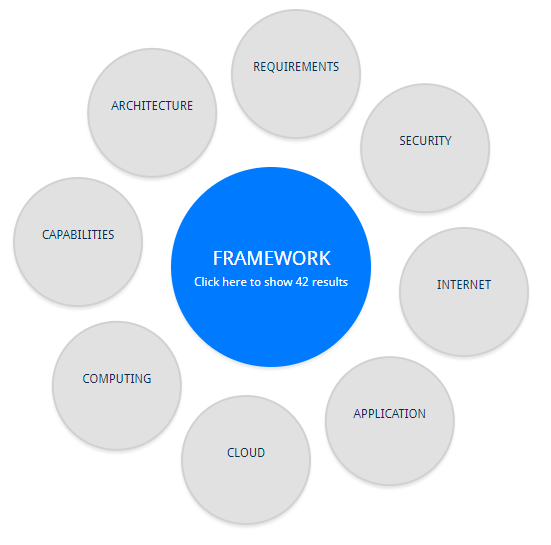 REQUIREMENTS
ARCHITECTURE
SECURITY
CAPABILITIES
FRAMEWORK
Click here to show 42 results
INTERNET
COMPUTING
APPLICATION
CLOUD